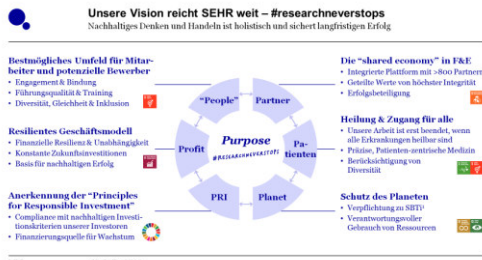 Unsere Vision reicht SEHR weit – #researchneverstops
Nachhaltiges Denken und Handeln ist holistisch und sichert langfristigen Erfolg
Bestmögliches Umfeld für Mitar-
beiter und potenzielle Bewerber
• Engagement & Bindung
• Führungsqualität & Training
• Diversität, Gleichheit & Inklusion
Resilientes Geschäftsmodell
• Finanzielle Resilienz & Unabhängigkeit
• Konstante Zukunftsinvestitionen
• Basis für nachhaltigen Erfolg
Anerkennung der “Principles
for Responsible Investment”
• Compliance mit nachhaltigen Investi-
tionskriterien unserer Investoren
• Finanzierungsquelle für Wachstum
“People”
Partner
Profit
Purpose
#RESEARCHNEVERSTOPS
Pa-
tienten
PRI
Planet
Die “shared economy” in F&E
• Integrierte Plattform mit >800 Partnern
• Geteilte Werte von höchster Integrität
• Erfolgsbeteiligung
Heilung & Zugang für alle
• Unsere Arbeit ist erst beendet, wenn
alle Erkrankungen heilbar sind
• Präzise, Patienten-zentrische Medizin
• Berücksichtigung von
Diversität
Schutz des Planeten
• Verpflichtung zu SBTi¹
• Verantwortungsvoller
Gebrauch von Ressourcen